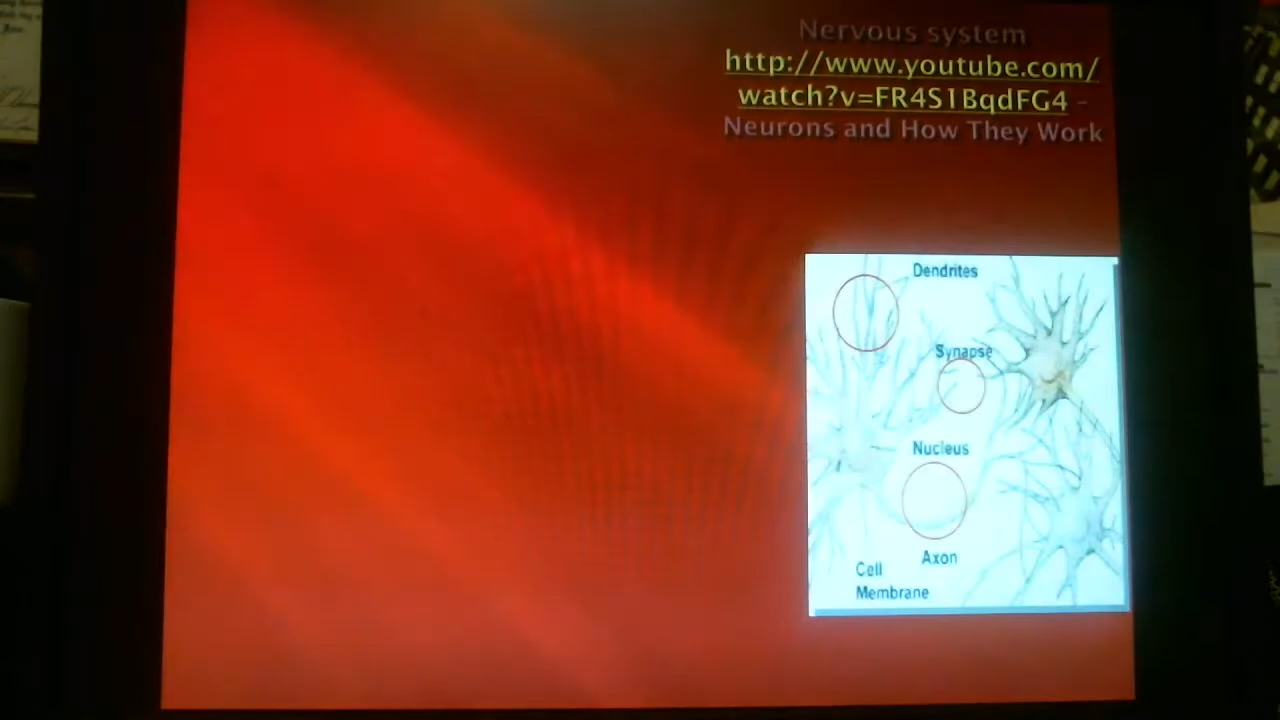 Nervous system
http://www.youtube.com/
watch?v=FR4S1BqdFG4 -
Neurons and How They Work
Dendrites
Synapse
Nucleus
Axon
Cell
Membrane